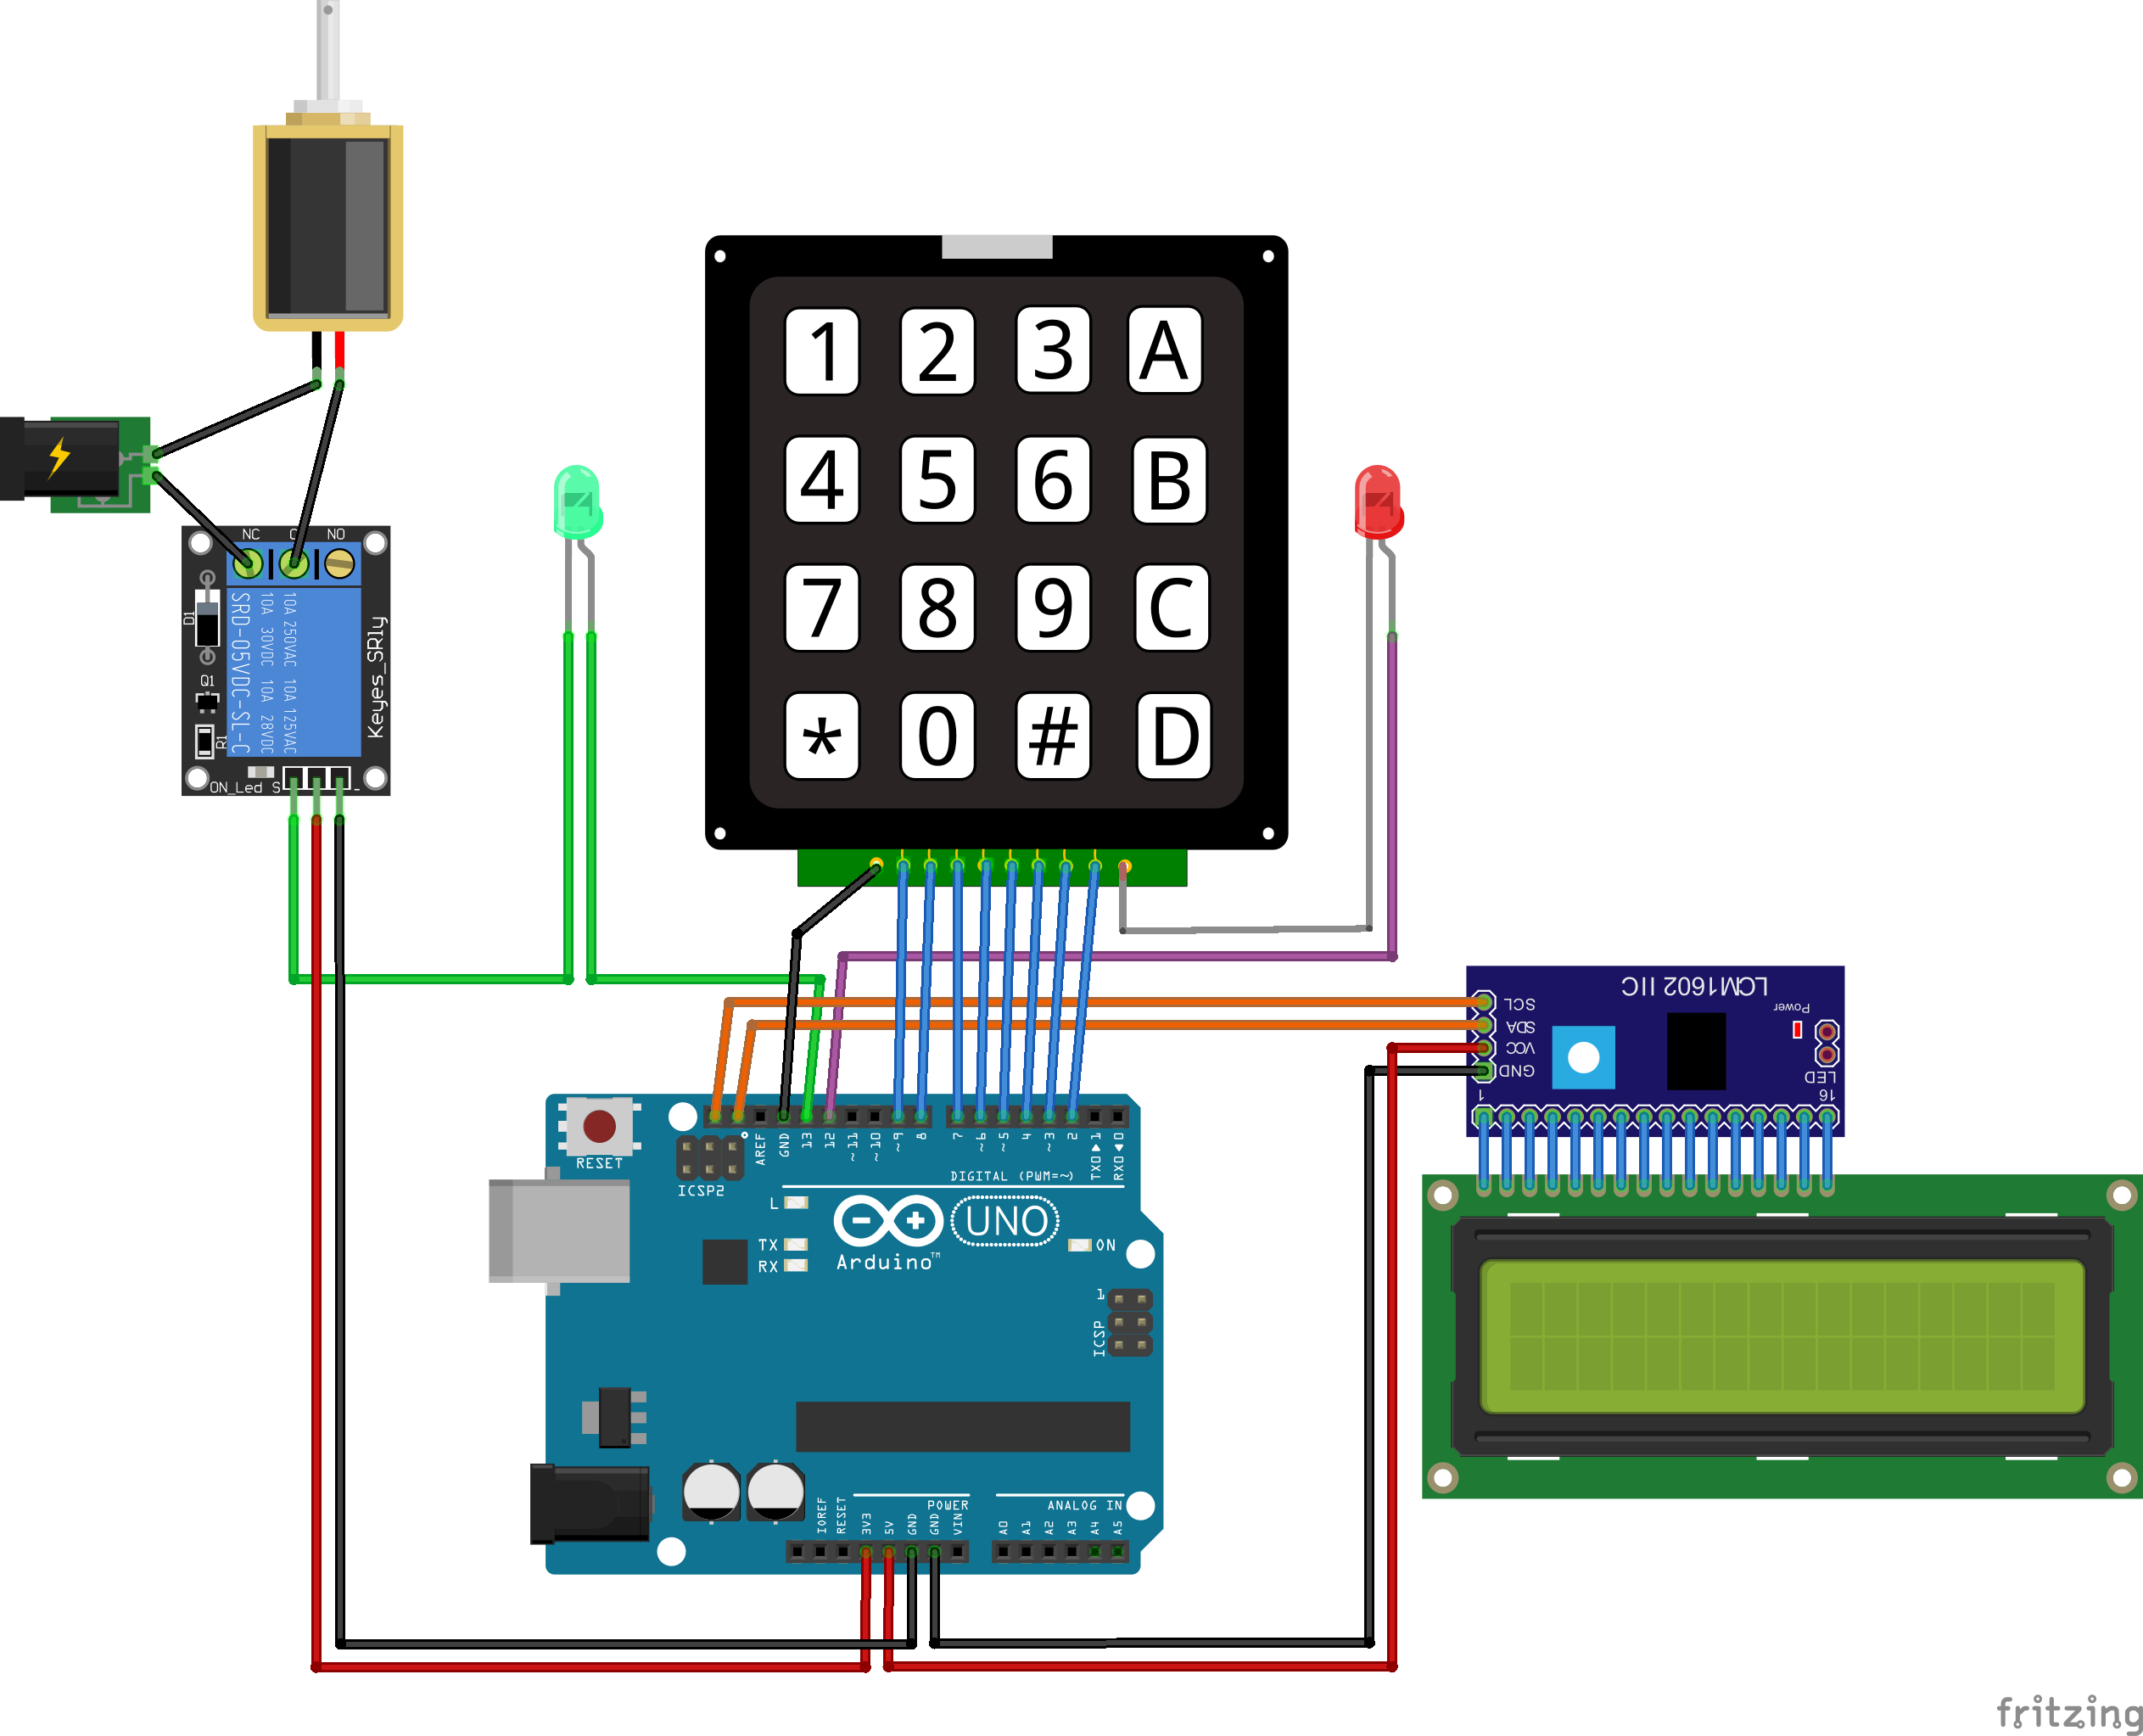 1 2 3 A
4 5 6 B
7 8 9 C
* 0 # D
NC
NO
D1
SRD-05VDC-SL-C
10A 30VDC 10A 28VDC
10A 250VAC 10A 125VAC
Keyes_SRly
Q1
R1
ON_Led S
-
LCM1602 IIC
SCL
SDA
VCC
GND
Power
LED
1
16
RESET
ICSP2
AREF
GND
13
12
~11
~10
~9
8
7
~6
~5
4
~3
2
TX0▶1
RX0◀0
DIGITAL (PWM=~)
L
TX
RX
UNO
Arduino™
ON
1
ICSP
IOREF
RESET
3V3
5V
GND
GND
VIN
POWER
ANALOG IN
A0
A1
A2
A3
A4
A5
fritzing